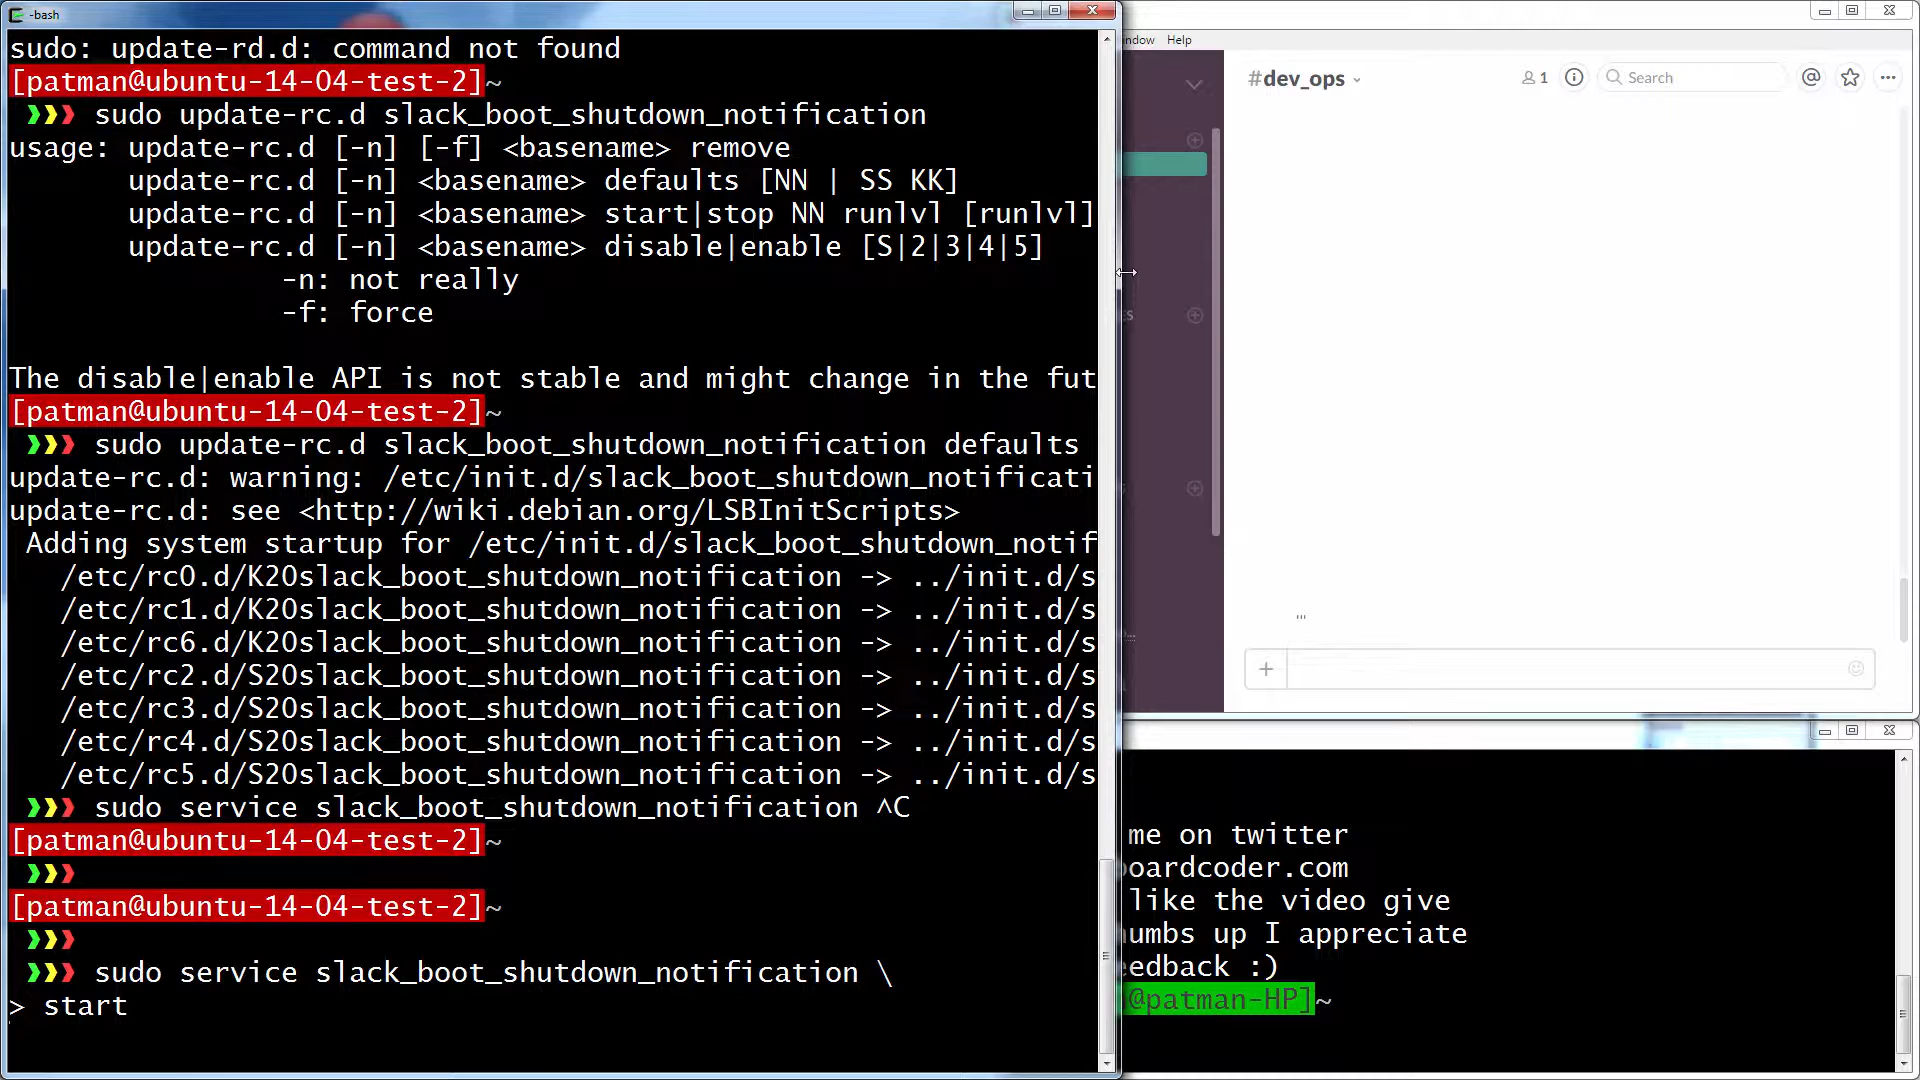 -bash
sudo: update-rd.d: command not found
[patman@ubuntu-14-04-test-2]~
❯❯❯ sudo update-rc.d slack_boot_shutdown_notification
usage: update-rc.d [-n] [-f] <basename> remove
       update-rc.d [-n] <basename> defaults [NN | SS KK]
       update-rc.d [-n] <basename> start|stop NN runlvl [runlvl]
       update-rc.d [-n] <basename> disable|enable [S|2|3|4|5]
                -n: not really
                -f: force
The disable|enable API is not stable and might change in the fut
[patman@ubuntu-14-04-test-2]~
❯❯❯ sudo update-rc.d slack_boot_shutdown_notification defaults
update-rc.d: warning: /etc/init.d/slack_boot_shutdown_notificati
update-rc.d: see <http://wiki.debian.org/LSBInitScripts>
 Adding system startup for /etc/init.d/slack_boot_shutdown_notif
   /etc/rc0.d/K20slack_boot_shutdown_notification -> ../init.d/s
   /etc/rc1.d/K20slack_boot_shutdown_notification -> ../init.d/s
   /etc/rc6.d/K20slack_boot_shutdown_notification -> ../init.d/s
   /etc/rc2.d/S20slack_boot_shutdown_notification -> ../init.d/s
   /etc/rc3.d/S20slack_boot_shutdown_notification -> ../init.d/s
   /etc/rc4.d/S20slack_boot_shutdown_notification -> ../init.d/s
   /etc/rc5.d/S20slack_boot_shutdown_notification -> ../init.d/s
❯❯❯ sudo service slack_boot_shutdown_notification ^C
[patman@ubuntu-14-04-test-2]~
❯❯❯
[patman@ubuntu-14-04-test-2]~
❯❯❯
❯❯❯ sudo service slack_boot_shutdown_notification \
> start
indow Help
#dev_ops
1
Search
ES
me on twitter
oardcoder.com
like the video give
umbs up I appreciate
eedback :)
@patman-HP]~